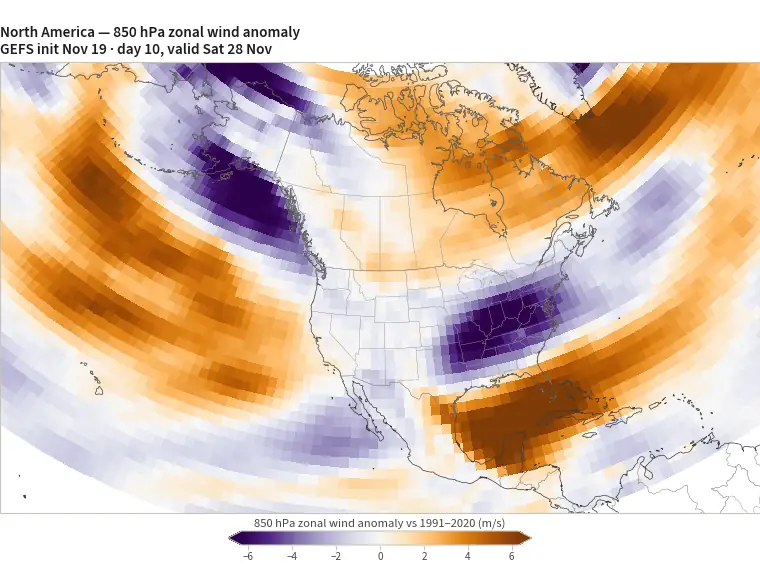 North America — 850 hPa zonal wind anomaly
GEFS init Nov 19 · day 10, valid Sat 28 Nov
850 hPa zonal wind anomaly vs 1991–2020 (m/s)
−6 −4 −2 0 2 4 6